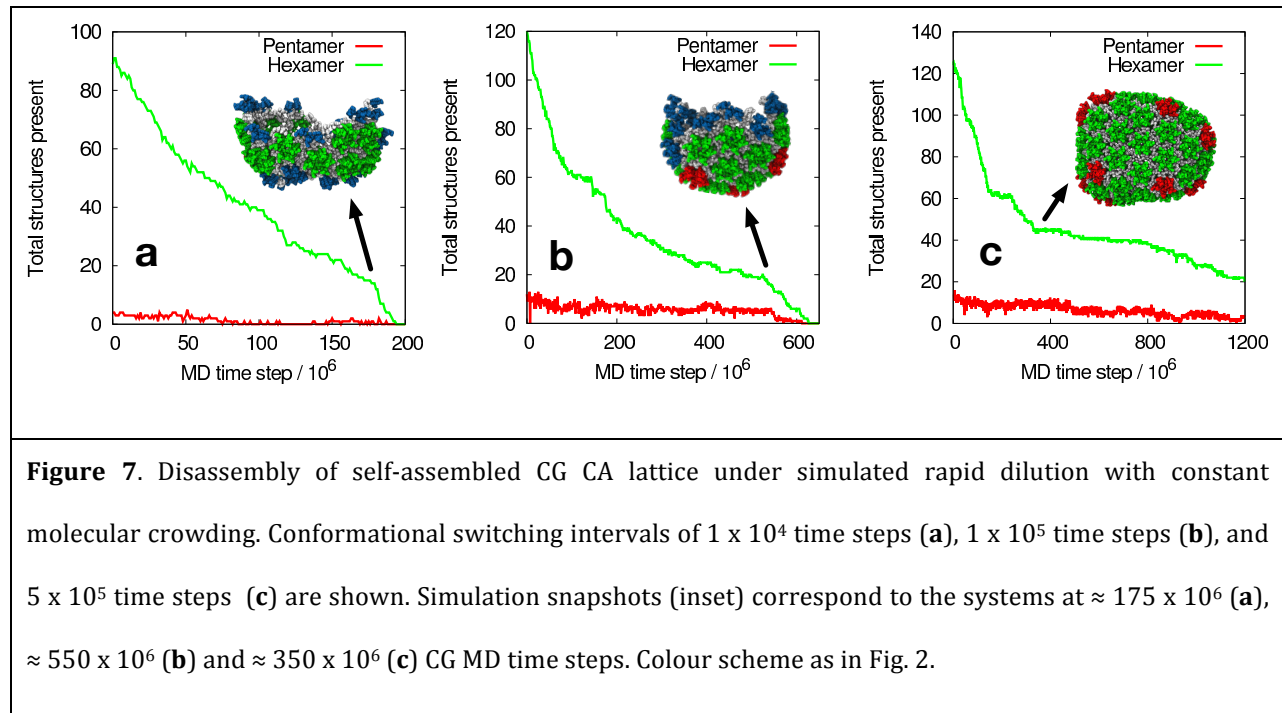 Pentamer
Hexamer
Total structures present
100
80
60
40
20
0
a
0 50 100 150 200
MD time step / 10⁶
Pentamer
Hexamer
Total structures present
120
100
80
60
40
20
0
b
0 200 400 600
MD time step / 10⁶
Pentamer
Hexamer
Total structures present
140
120
100
80
60
40
20
0
c
0 400 800 1200
MD time step / 10⁶
Figure 7. Disassembly of self-assembled CG CA lattice under simulated rapid dilution with constant
molecular crowding. Conformational switching intervals of 1 x 10⁴ time steps (a), 1 x 10⁵ time steps (b), and
5 x 10⁵ time steps (c) are shown. Simulation snapshots (inset) correspond to the systems at ≈ 175 x 10⁶ (a),
≈ 550 x 10⁶ (b) and ≈ 350 x 10⁶ (c) CG MD time steps. Colour scheme as in Fig. 2.